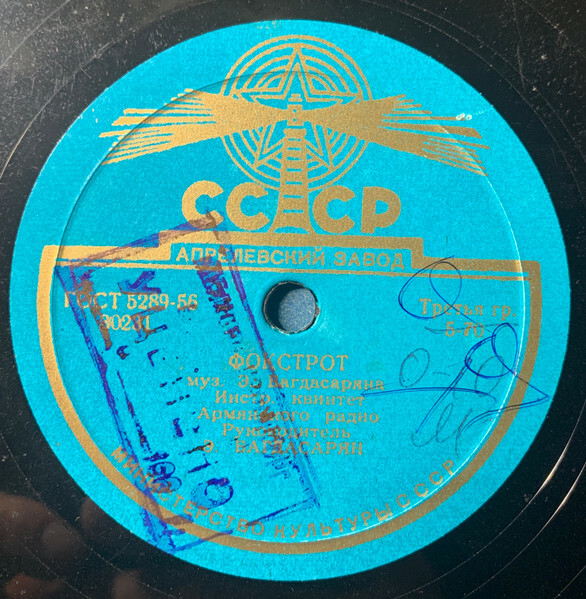 СССР
АПРЕЛЕВСКИЙ ЗАВОД
ГОСТ 5289-56
30231
Третья гр.
5-70
ФОКСТРОТ
муз. Э. Багдасаряна
Инстр. квинтет
Армянского радио
Руководитель
Э. БАГДАСАРЯН
МИНИСТЕРСТВО КУЛЬТУРЫ СССР